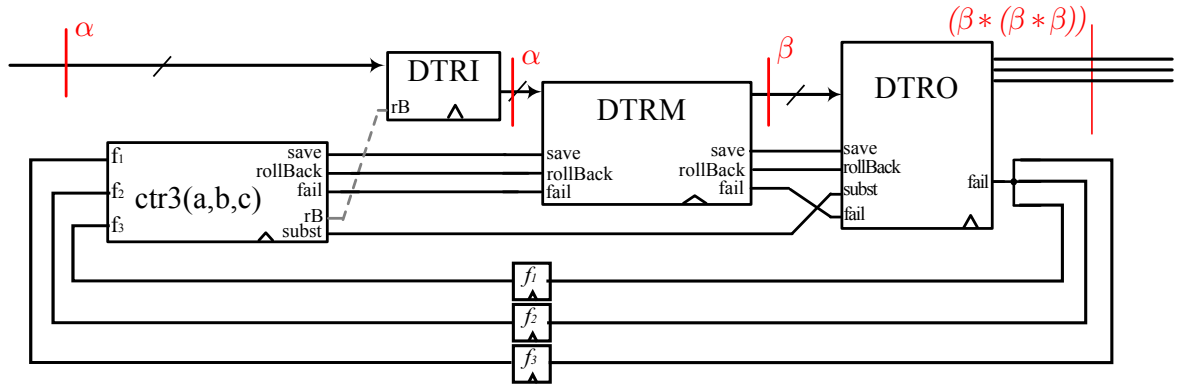 α
DTRI
rB
α
DTRM
save
rollBack
fail
save
rollBack
fail
β
DTRO
save
rollBack
subst
fail
fail
(β∗(β∗β))
f₁
f₂
f₃
ctr3(a,b,c)
save
rollBack
fail
rB
subst
f₁
f₂
f₃